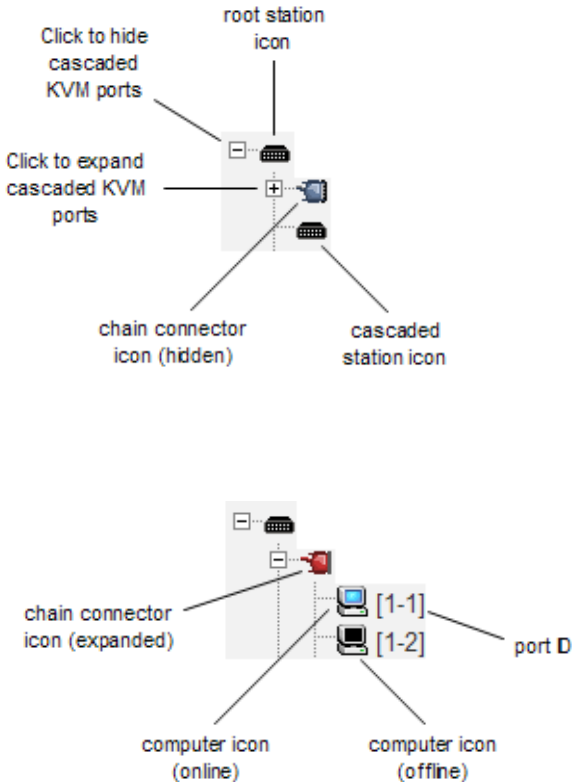 root station
icon
Click to hide
cascaded
KVM ports
Click to expand
cascaded KVM
ports
chain connector
icon (hidden)
cascaded
station icon
[1-1]
[1-2]
chain connector
icon (expanded)
port ID
computer icon
(online)
computer icon
(offline)